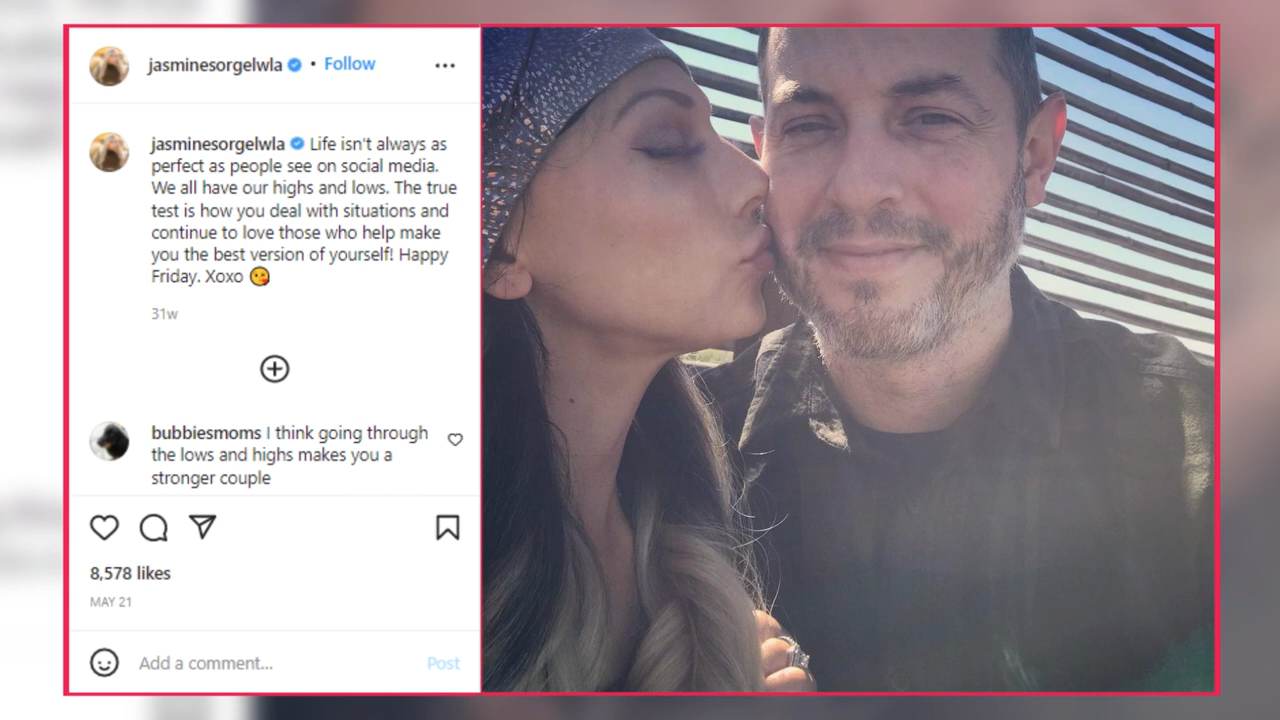 jasminesorgelwla • Follow
jasminesorgelwla Life isn't always as
perfect as people see on social media.
We all have our highs and lows. The true
test is how you deal with situations and
continue to love those who help make
you the best version of yourself! Happy
Friday. Xoxo 😘
31w
bubbiesmoms I think going through
the lows and highs makes you a
stronger couple
8,578 likes
MAY 21
Add a comment... Post